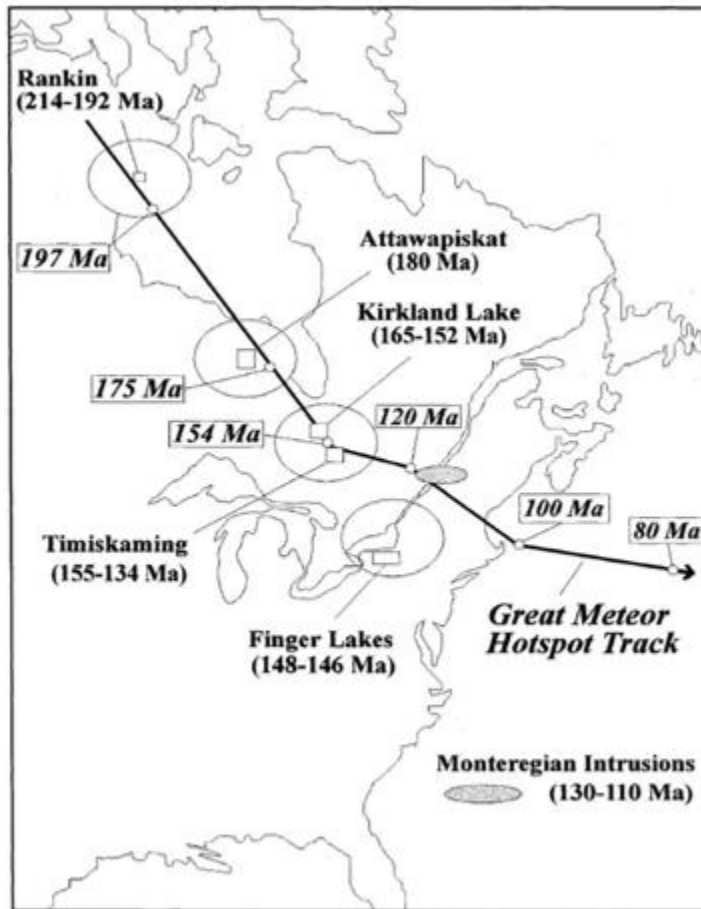 Rankin
(214-192 Ma)
197 Ma
Attawapiskat
(180 Ma)
Kirkland Lake
(165-152 Ma)
175 Ma
154 Ma
120 Ma
100 Ma
80 Ma
Timiskaming
(155-134 Ma)
Great Meteor
Hotspot Track
Finger Lakes
(148-146 Ma)
Monteregian Intrusions
(130-110 Ma)